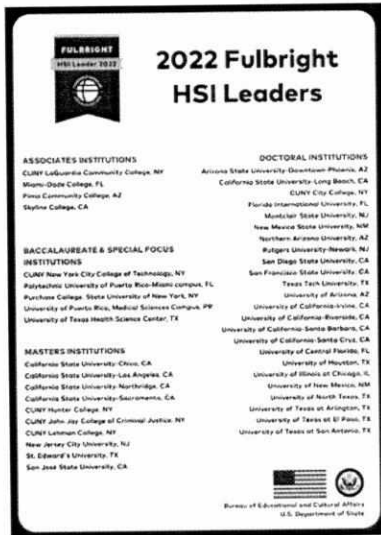 FULBRIGHT
HSI Leader 2022
2022 Fulbright
HSI Leaders
ASSOCIATES INSTITUTIONS
CUNY LaGuardia Community College, NY
Miami-Dade College, FL
Pima Community College, AZ
Skyline College, CA
BACCALAUREATE & SPECIAL FOCUS
INSTITUTIONS
CUNY New York City College of Technology, NY
Polytechnic University of Puerto Rico-Miami campus, FL
Purchase College, State University of New York, NY
University of Puerto Rico, Medical Sciences Campus, PR
University of Texas Health Science Center, TX
MASTERS INSTITUTIONS
California State University-Chico, CA
California State University-Los Angeles, CA
California State University-Northridge, CA
California State University-Sacramento, CA
CUNY Hunter College, NY
CUNY John Jay College of Criminal Justice, NY
CUNY Lehman College, NY
New Jersey City University, NJ
St. Edward's University, TX
San José State University, CA
DOCTORAL INSTITUTIONS
Arizona State University-Downtown-Phoenix, AZ
California State University-Long Beach, CA
CUNY City College, NY
Florida International University, FL
Montclair State University, NJ
New Mexico State University, NM
Northern Arizona University, AZ
Rutgers University-Newark, NJ
San Diego State University, CA
San Francisco State University, CA
Texas Tech University, TX
University of Arizona, AZ
University of California-Irvine, CA
University of California-Riverside, CA
University of California-Santa Barbara, CA
University of California-Santa Cruz, CA
University of Central Florida, FL
University of Houston, TX
University of Illinois at Chicago, IL
University of New Mexico, NM
University of North Texas, TX
University of Texas at Arlington, TX
University of Texas at El Paso, TX
University of Texas at San Antonio, TX
Bureau of Educational and Cultural Affairs
U.S. Department of State